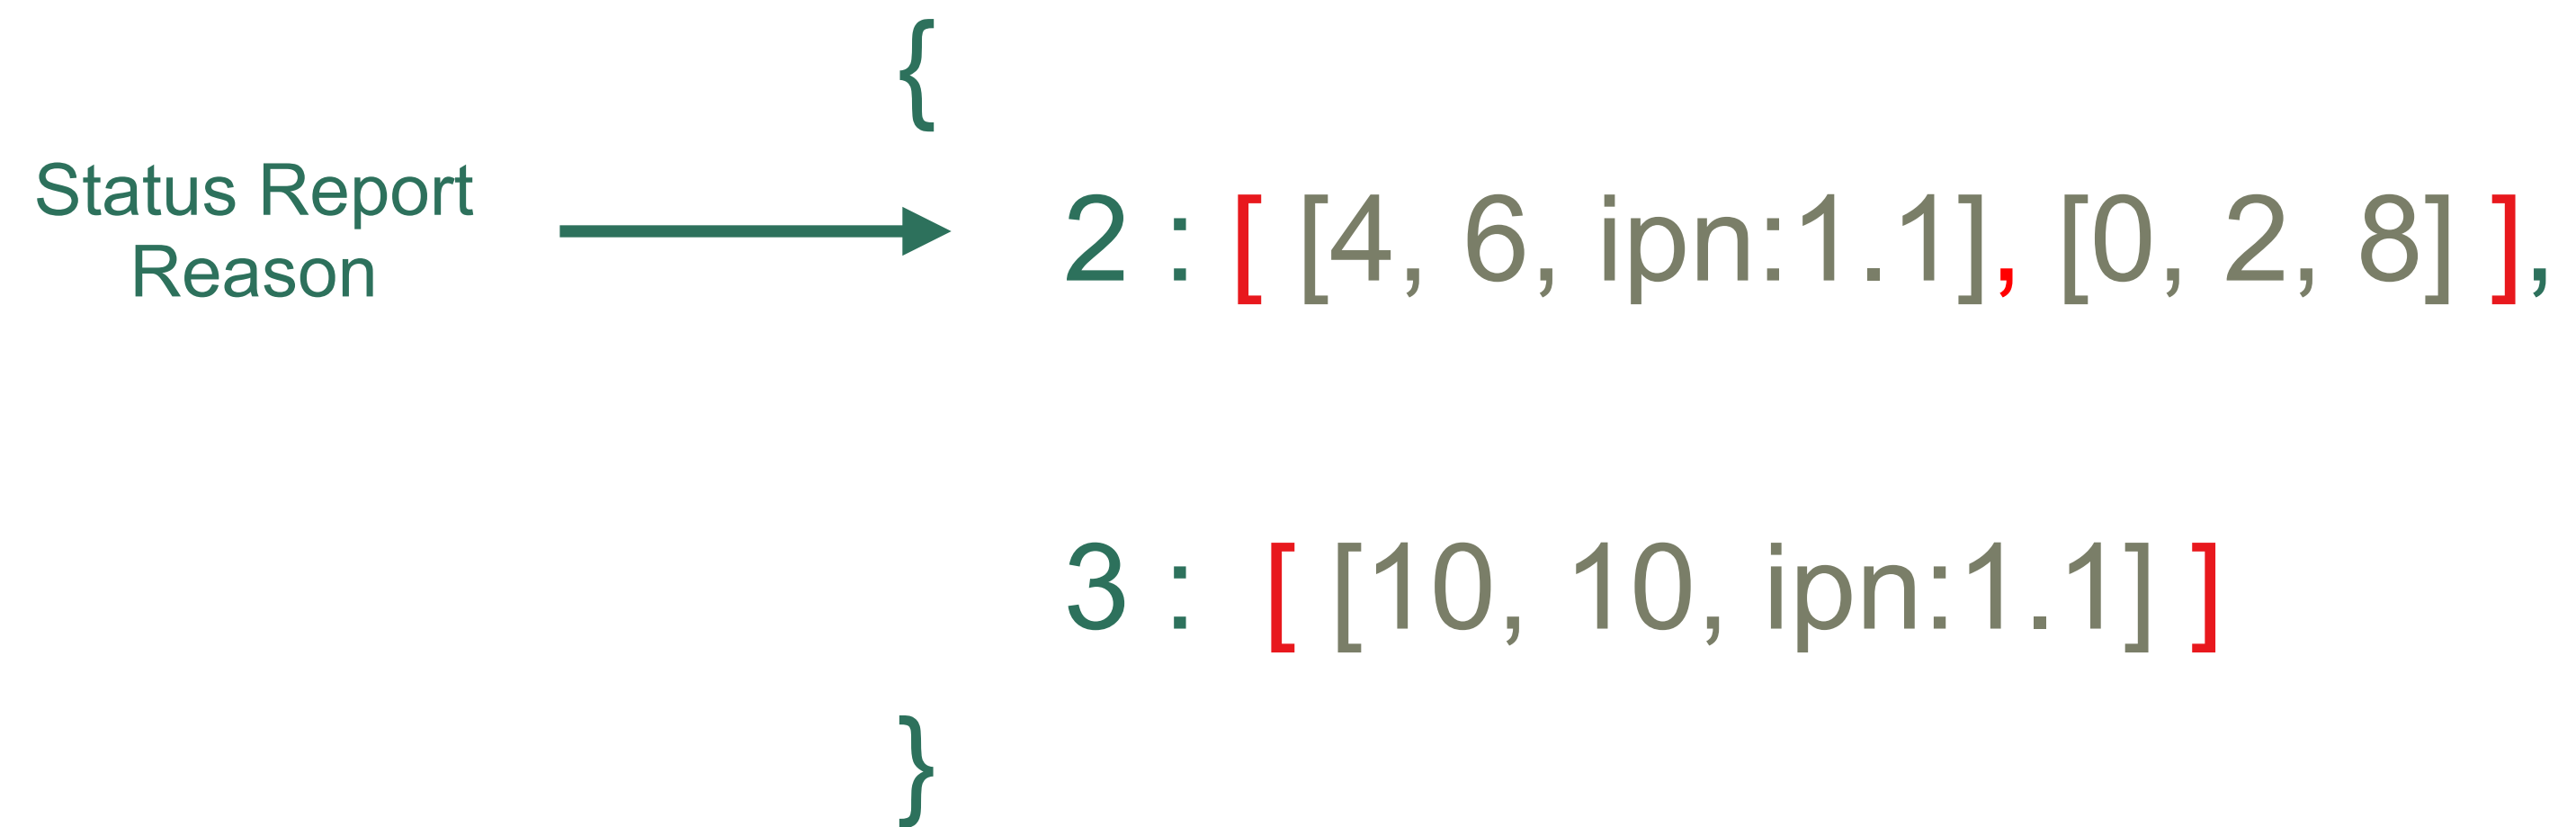 {
Status Report
Reason
2 : [ [4, 6, ipn:1.1], [0, 2, 8] ],
3 : [ [10, 10, ipn:1.1] ]
}